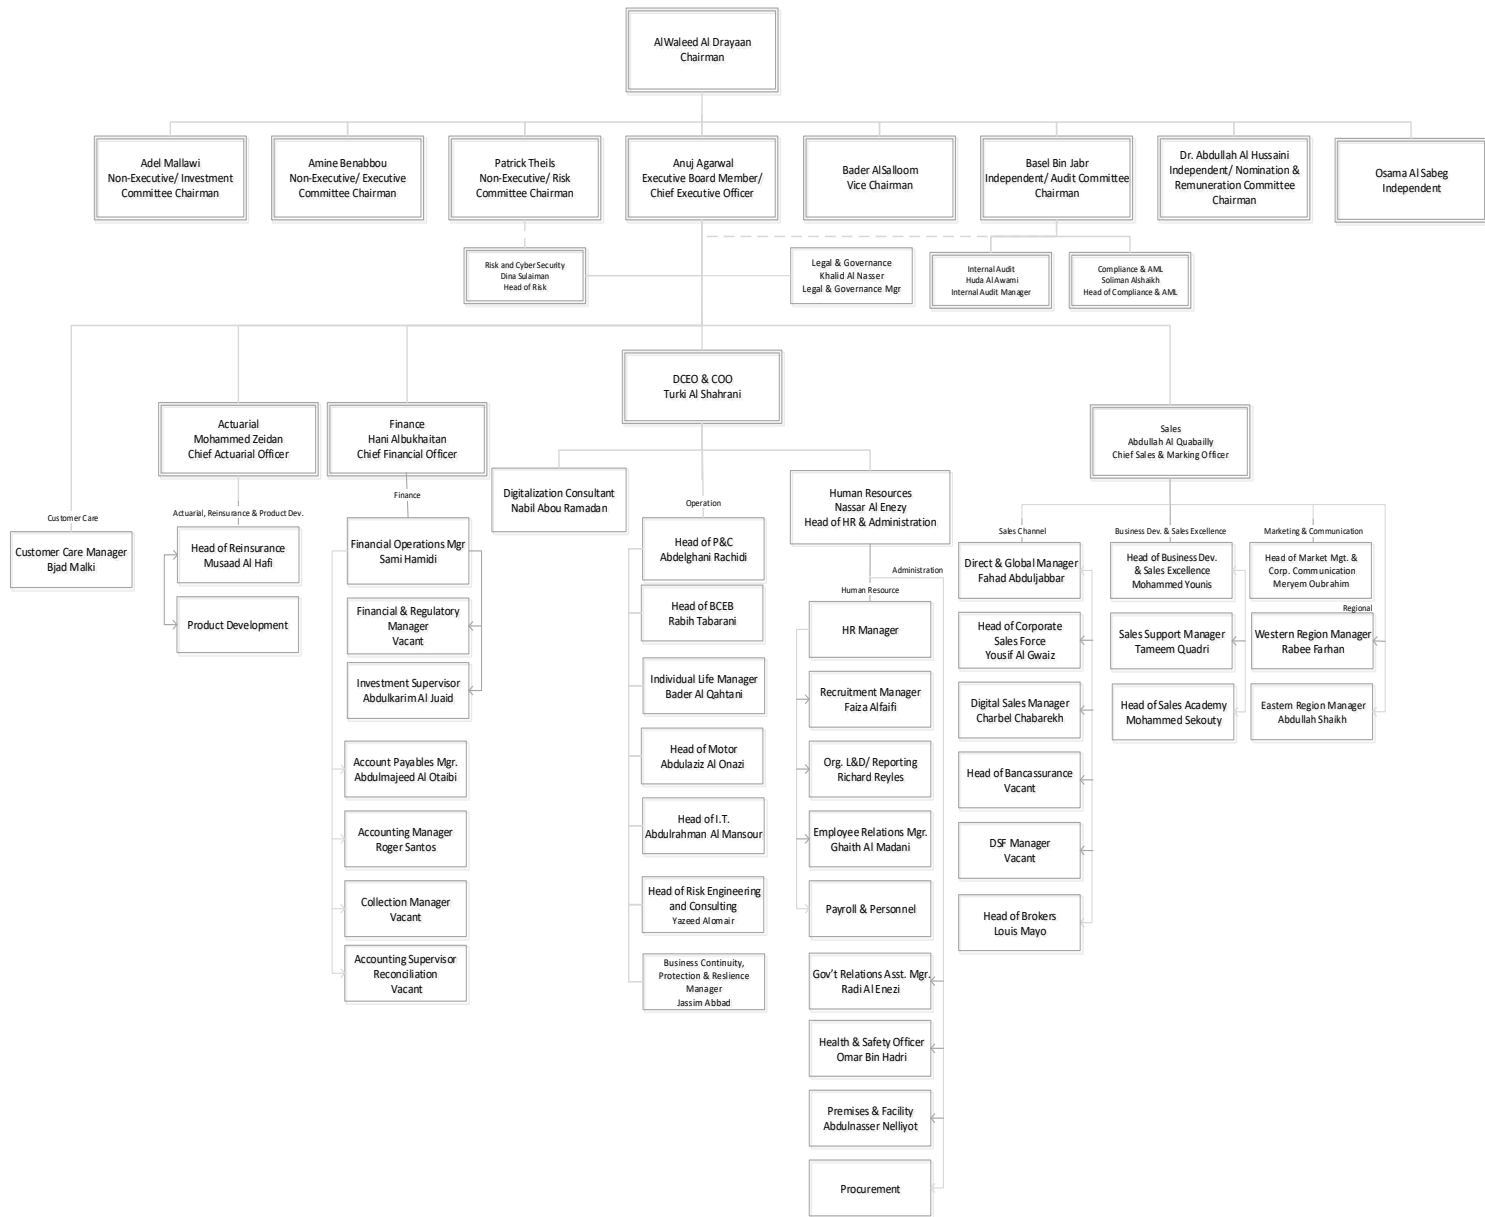 AlWaleed Al Drayaan
Chairman
Adel Mallawi
Non-Executive/ Investment
Committee Chairman
Amine Benabbou
Non-Executive/ Executive
Committee Chairman
Patrick Theils
Non-Executive/ Risk
Committee Chairman
Anuj Agarwal
Executive Board Member/
Chief Executive Officer
Bader AlSalloom
Vice Chairman
Basel Bin Jabr
Independent/ Audit Committee
Chairman
Dr. Abdullah Al Hussaini
Independent/ Nomination &
Remuneration Committee
Chairman
Osama Al Sabeg
Independent
Risk and Cyber Security
Dina Sulaiman
Head of Risk
Legal & Governance
Khalid Al Nasser
Legal & Governance Mgr
Internal Audit
Huda Al Awami
Internal Audit Manager
Compliance & AML
Soliman Alshaikh
Head of Compliance & AML
DCEO & COO
Turki Al Shahrani
Actuarial
Mohammed Zeidan
Chief Actuarial Officer
Finance
Hani Albukhaitan
Chief Financial Officer
Sales
Abdullah Al Quabailly
Chief Sales & Marking Officer
Customer Care
Customer Care Manager
Bjad Malki
Actuarial, Reinsurance & Product Dev.
Head of Reinsurance
Musaad Al Hafi
Product Development
Finance
Financial Operations Mgr
Sami Hamidi
Financial & Regulatory
Manager
Vacant
Investment Supervisor
Abdulkarim Al Juaid
Account Payables Mgr.
Abdulmajeed Al Otaibi
Accounting Manager
Roger Santos
Collection Manager
Vacant
Accounting Supervisor
Reconciliation
Vacant
Digitalization Consultant
Nabil Abou Ramadan
Operation
Head of P&C
Abdelghani Rachidi
Head of BCEB
Rabih Tabarani
Individual Life Manager
Bader Al Qahtani
Head of Motor
Abdulaziz Al Onazi
Head of I.T.
Abdulrahman Al Mansour
Head of Risk Engineering
and Consulting
Yazeed Alomair
Business Continuity,
Protection & Reslience
Manager
Jassim Abbad
Human Resources
Nassar Al Enezy
Head of HR & Administration
Administration
Human Resource
HR Manager
Recruitment Manager
Faiza Alfaifi
Org. L&D/ Reporting
Richard Reyles
Employee Relations Mgr.
Ghaith Al Madani
Payroll & Personnel
Gov't Relations Asst. Mgr.
Radi Al Enezi
Health & Safety Officer
Omar Bin Hadri
Premises & Facility
Abdulnasser Nelliyot
Procurement
Sales Channel
Direct & Global Manager
Fahad Abduljabbar
Head of Corporate
Sales Force
Yousif Al Gwaiz
Digital Sales Manager
Charbel Chabarekh
Head of Bancassurance
Vacant
DSF Manager
Vacant
Head of Brokers
Louis Mayo
Business Dev. & Sales Excellence
Head of Business Dev.
& Sales Excellence
Mohammed Younis
Sales Support Manager
Tameem Quadri
Head of Sales Academy
Mohammed Sekouty
Marketing & Communication
Head of Market Mgt. &
Corp. Communication
Meryem Oubrahim
Regional
Western Region Manager
Rabee Farhan
Eastern Region Manager
Abdullah Shaikh